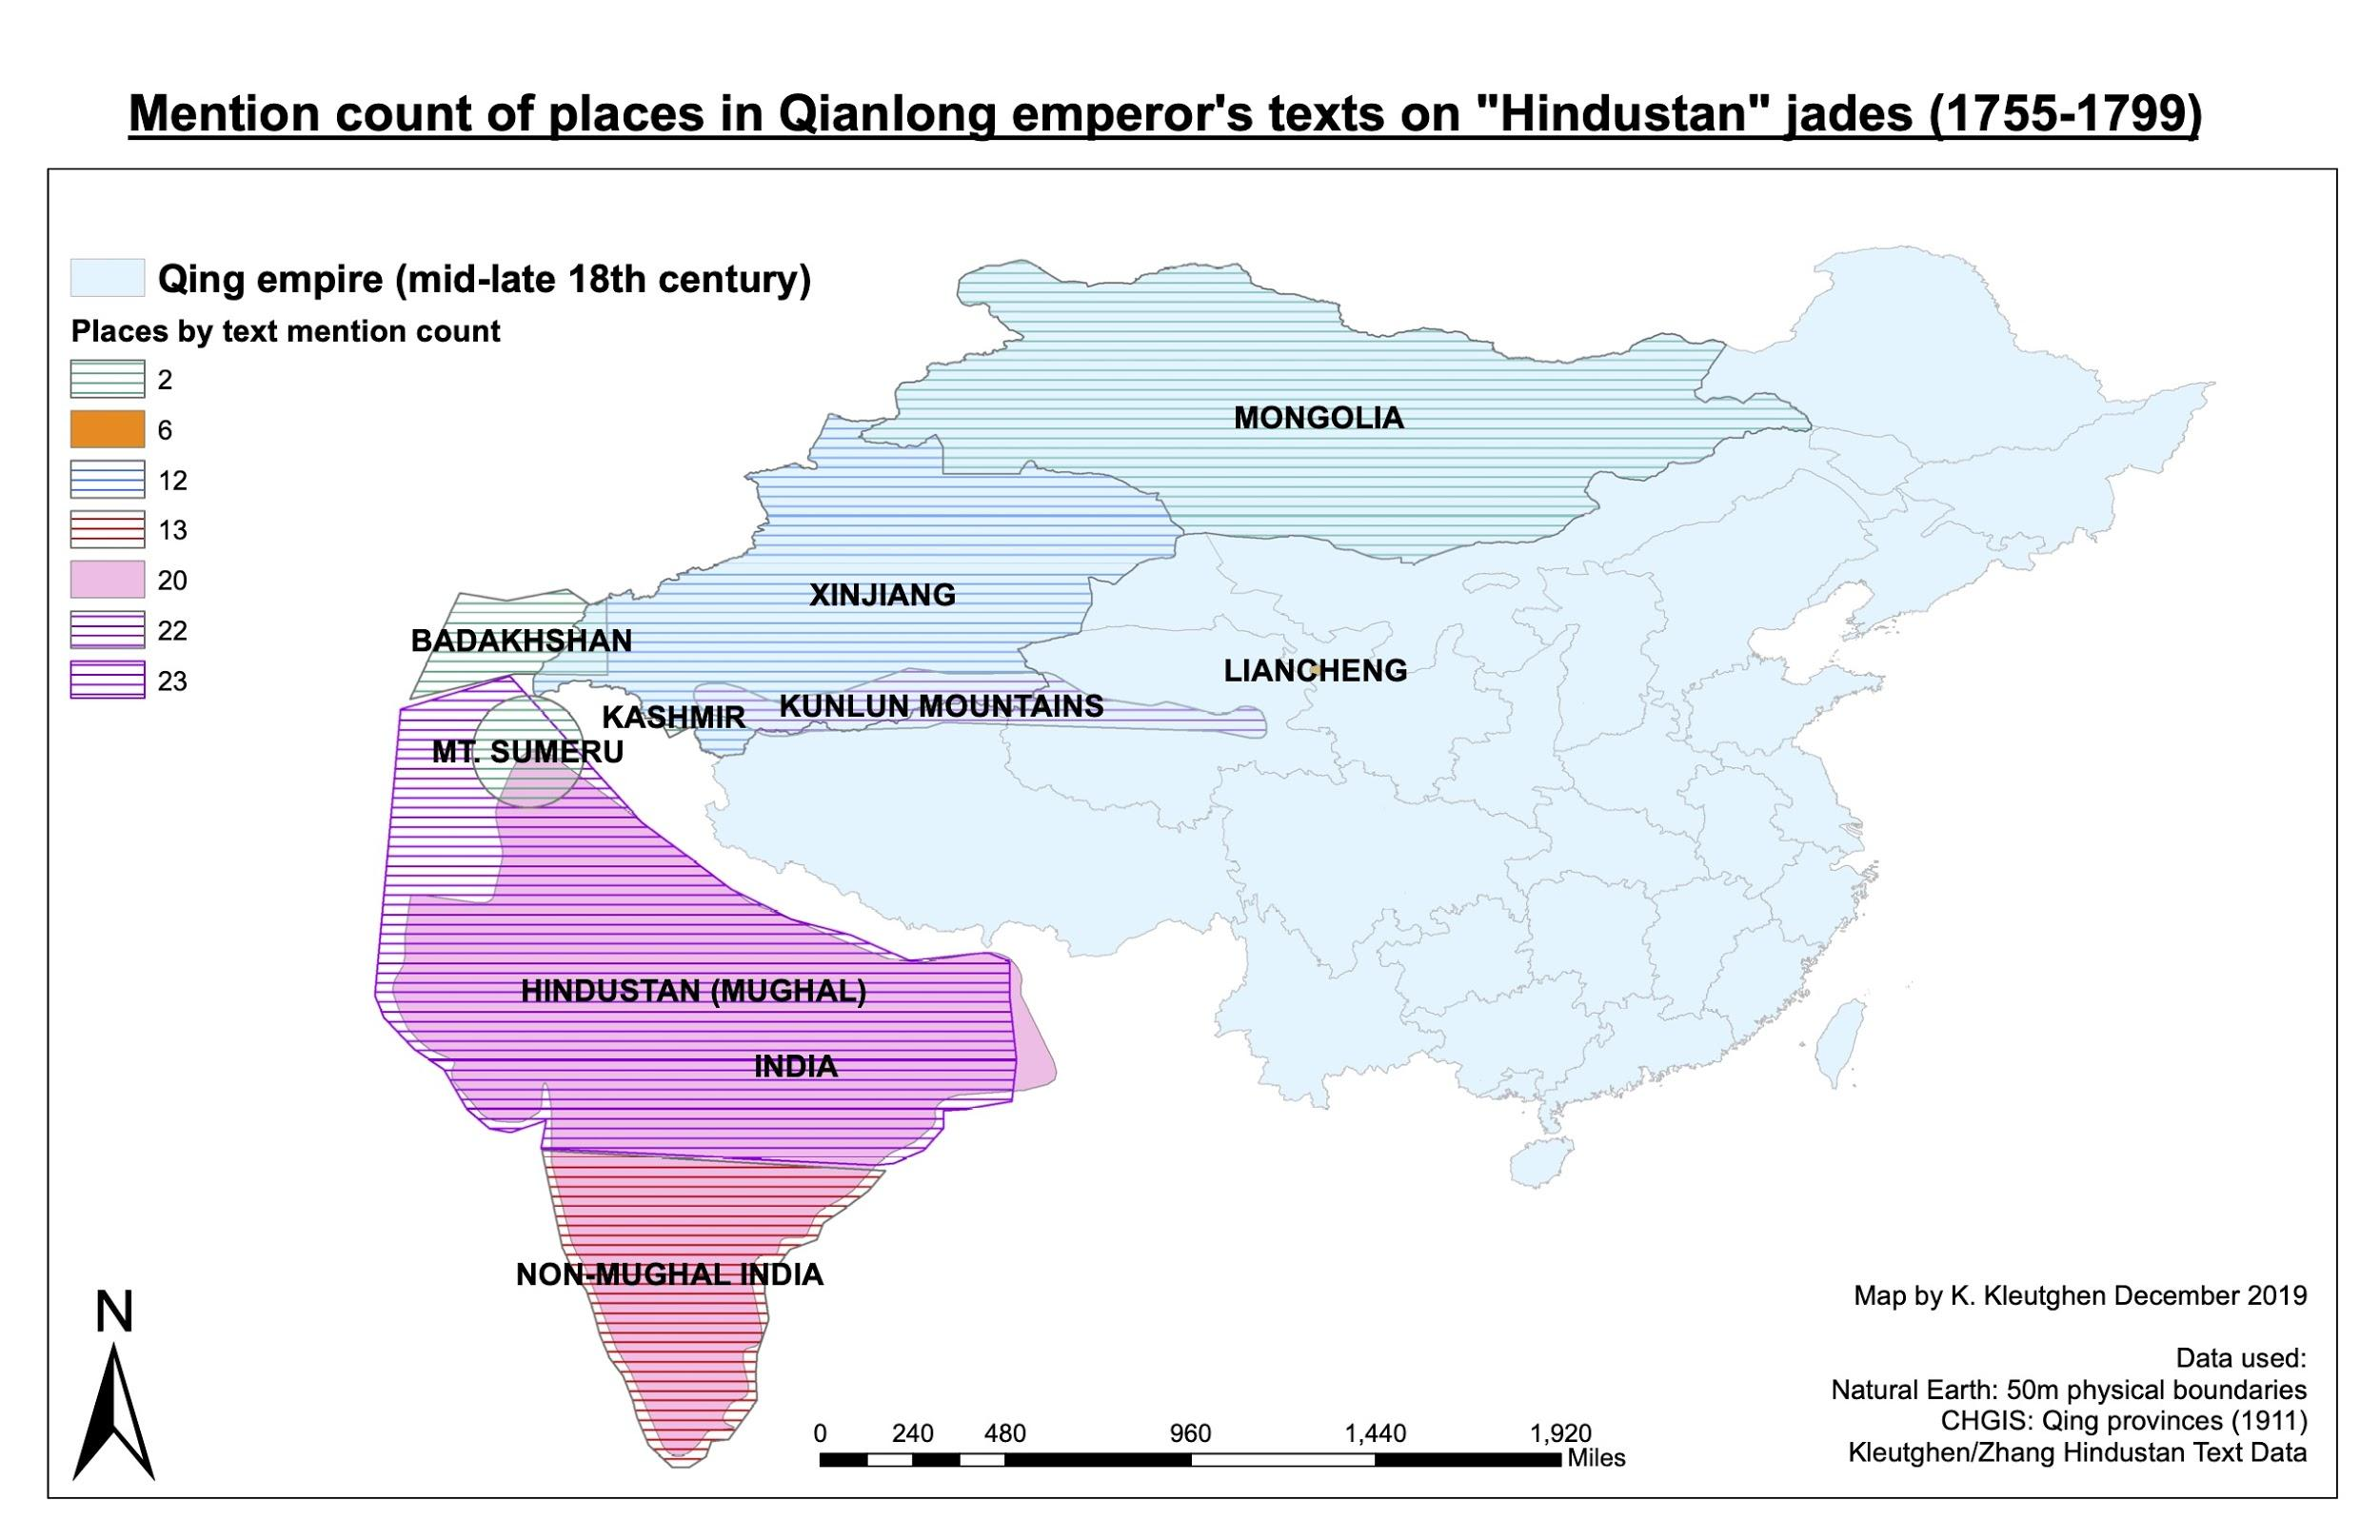 Mention count of places in Qianlong emperor's texts on "Hindustan" jades (1755-1799)
Qing empire (mid-late 18th century)
Places by text mention count
2
6
12
13
20
22
23
MONGOLIA
XINJIANG
BADAKHSHAN
LIANCHENG
KUNLUN MOUNTAINS
KASHMIR
MT. SUMERU
HINDUSTAN (MUGHAL)
INDIA
NON-MUGHAL INDIA
N
0 240 480 960 1,440 1,920
Miles
Map by K. Kleutghen December 2019
Data used:
Natural Earth: 50m physical boundaries
CHGIS: Qing provinces (1911)
Kleutghen/Zhang Hindustan Text Data